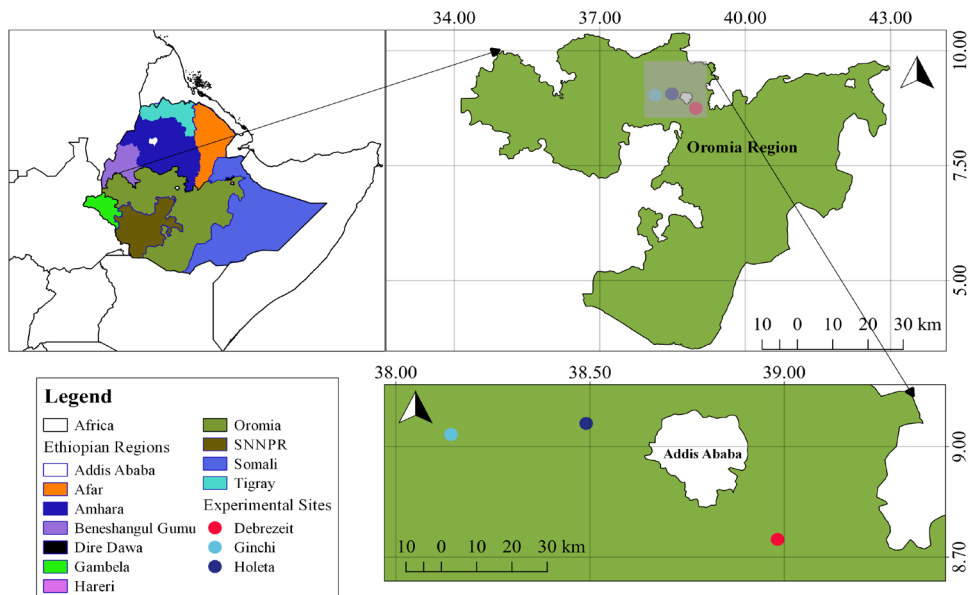 34.00 37.00 40.00 43.00
10.00
7.50
5.00
Oromia Region
10 0 10 20 30 km
Legend
Africa
Ethiopian Regions
Addis Ababa
Afar
Amhara
Beneshangul Gumu
Dire Dawa
Gambela
Hareri
Oromia
SNNPR
Somali
Tigray
Experimental Sites
Debrezeit
Ginchi
Holeta
38.00 38.50 39.00
9.00
8.70
Addis Ababa
10 0 10 20 30 km